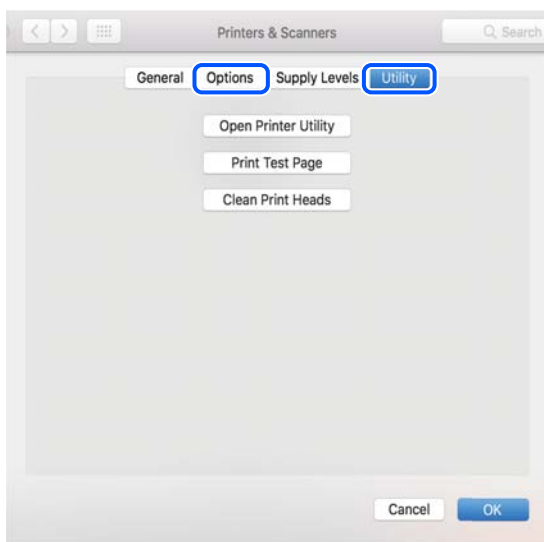 Printers & Scanners Search
General Options Supply Levels Utility
Open Printer Utility
Print Test Page
Clean Print Heads
Cancel OK